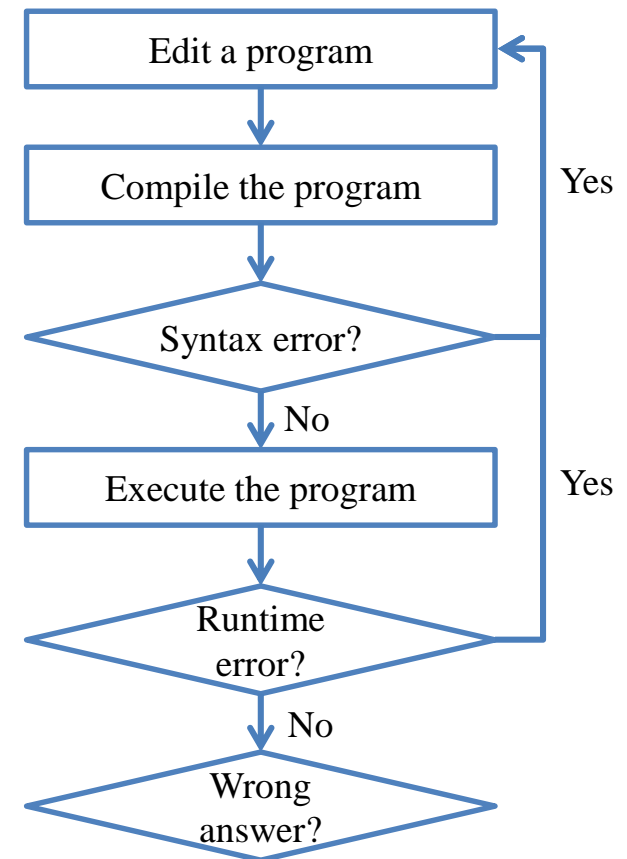 Edit a program
Compile the program
Yes
Syntax error?
No
Execute the program
Yes
Runtime
error?
No
Wrong
answer?